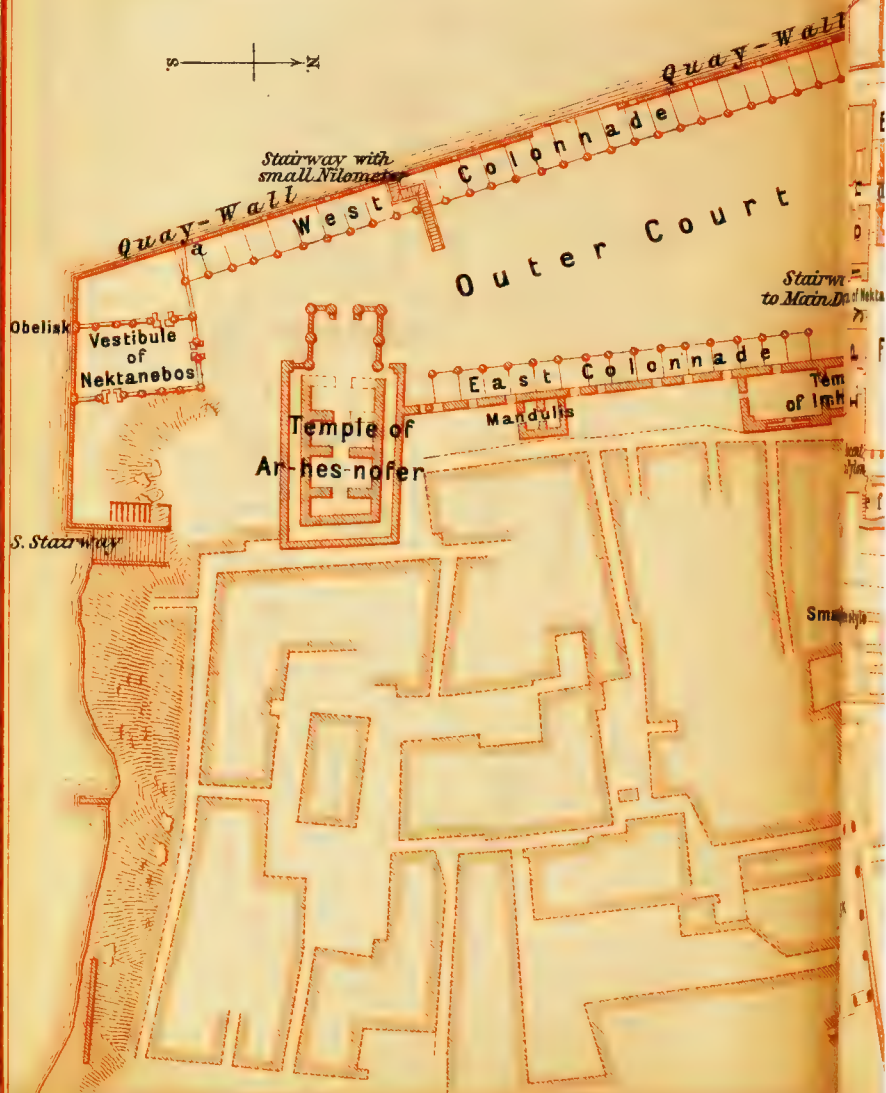 S.
N.
Quay-Wall
Quay-Wall
Stairway with
small Nilometer
West Colonnade
a
Outer Court
Obelisk
Vestibule
of
Nektanebos
to Main
East Colonnade
Mandulis
of
Temple of
Ar-hes-nofer
S. Stairway